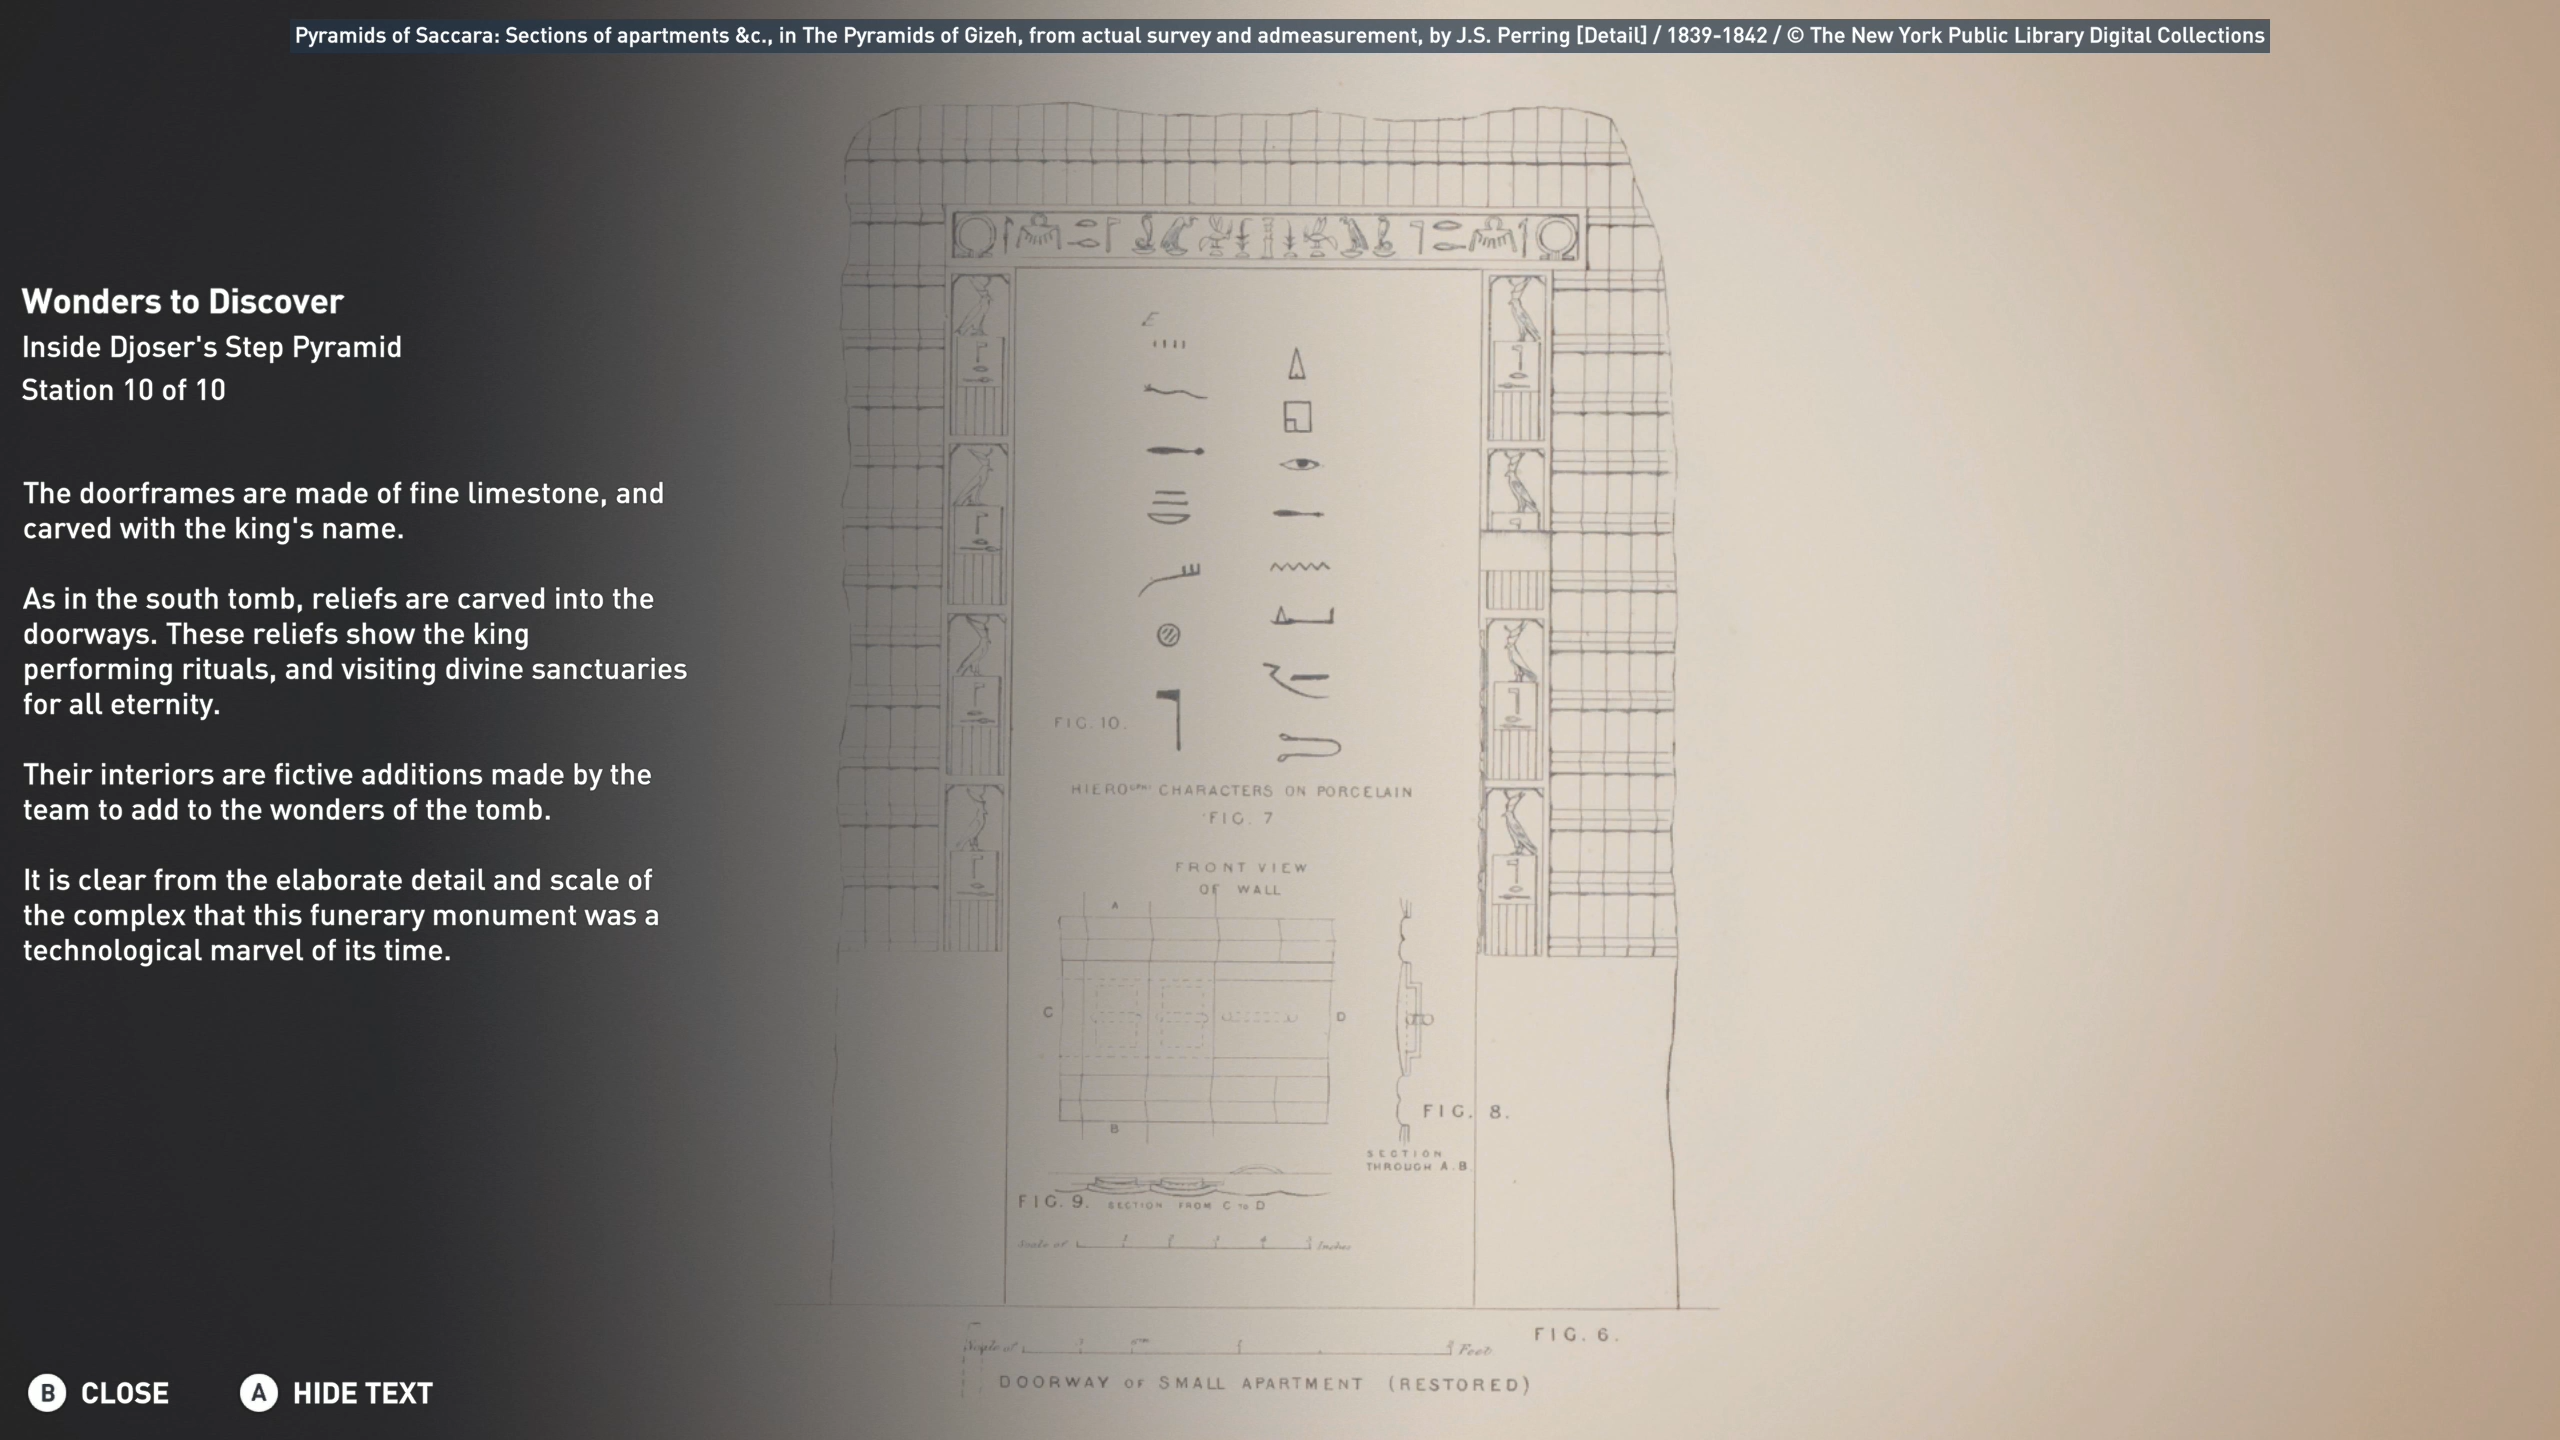 Pyramids of Saccara: Sections of apartments &c., in The Pyramids of Gizeh, from actual survey and admeasurement, by J.S. Perring [Detail] / 1839-1842 / © The New York Public Library Digital Collections
Wonders to Discover
Inside Djoser's Step Pyramid
Station 10 of 10
The doorframes are made of fine limestone, and
carved with the king's name.
As in the south tomb, reliefs are carved into the
doorways. These reliefs show the king
performing rituals, and visiting divine sanctuaries
for all eternity.
Their interiors are fictive additions made by the
team to add to the wonders of the tomb.
It is clear from the elaborate detail and scale of
the complex that this funerary monument was a
technological marvel of its time.
B CLOSE
A HIDE TEXT
E
FIG. 10.
CHARACTERS ON PORCELAIN
FIG. 7
FRONT VIEW
OF WALL
A
C
D
B
FIG. 8.
SECTION
THROUGH A.B.
FIG. 9. SECTION FROM C TO D
Scale of
Inches
FIG. 6.
Scale of
Feet
DOORWAY OF SMALL APARTMENT (RESTORED)